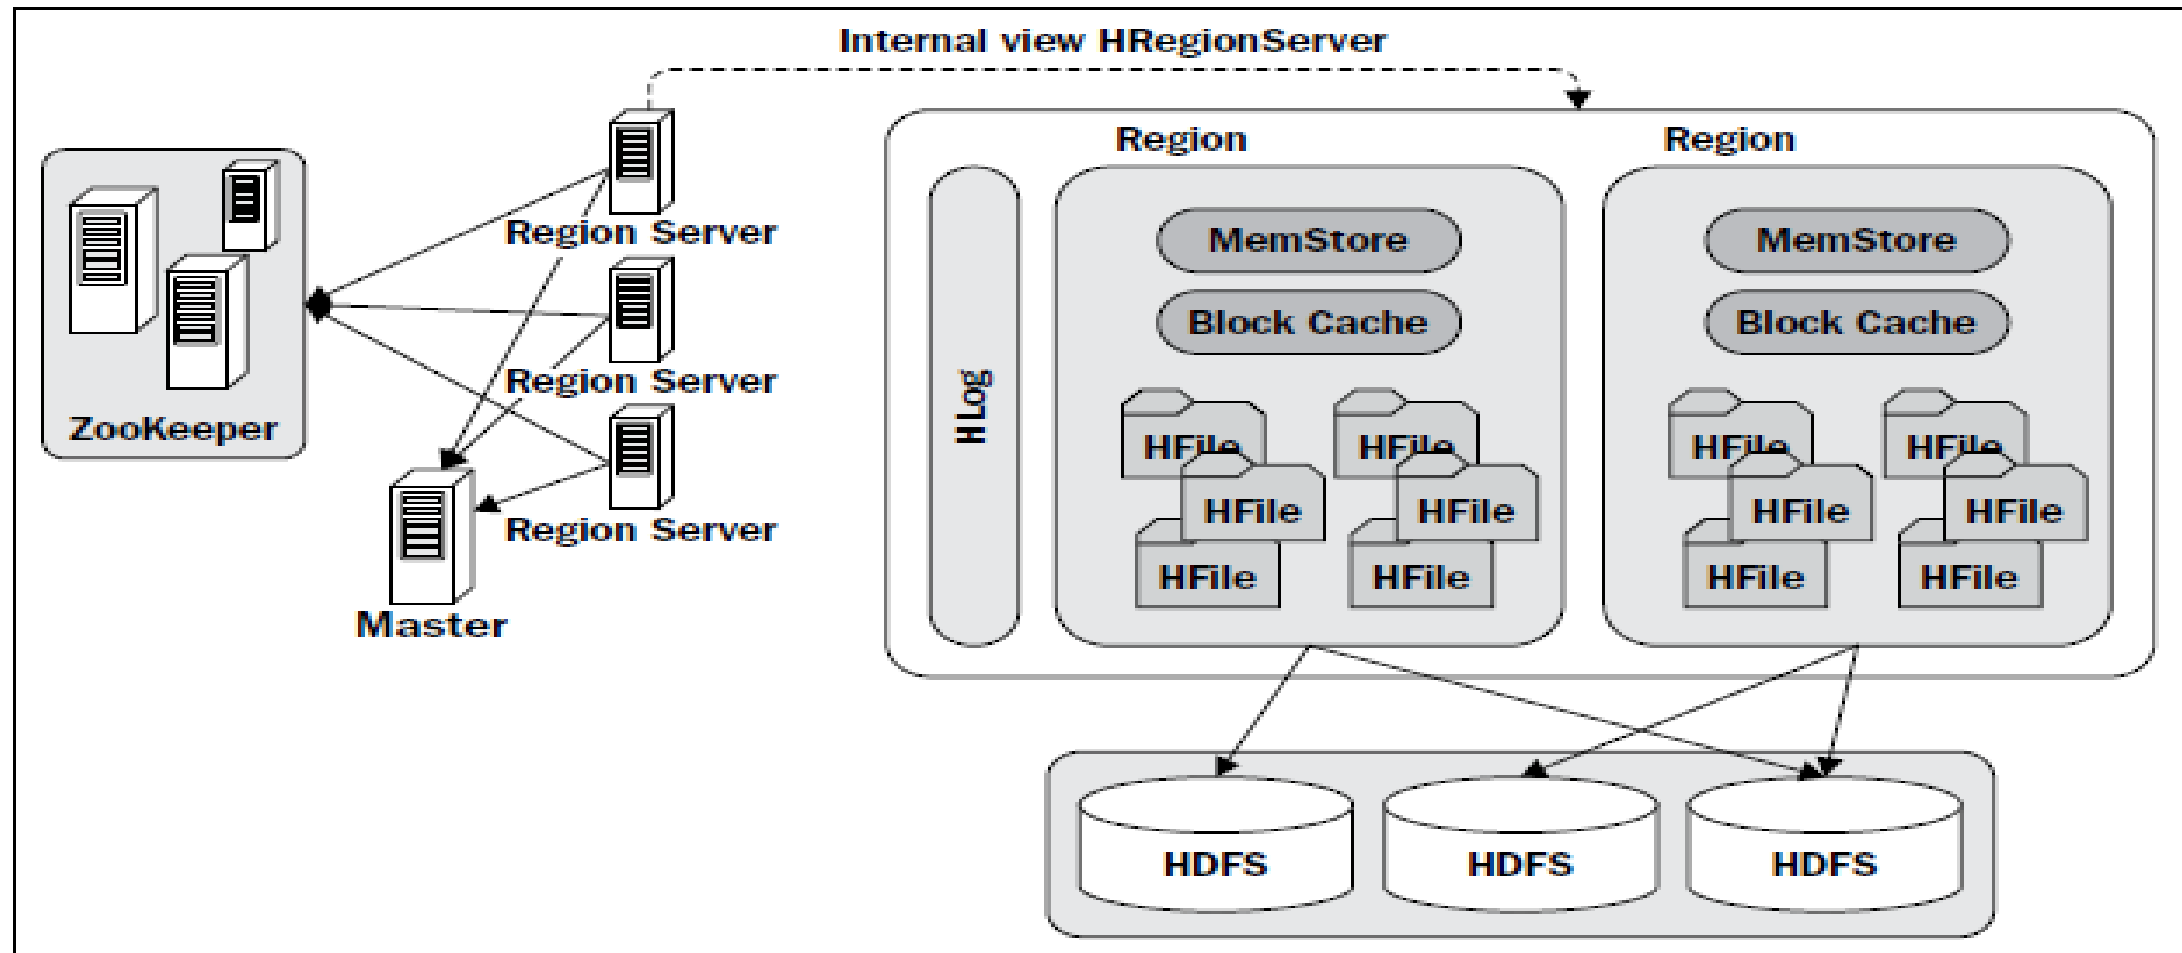 Internal view HRegionServer
ZooKeeper
Region Server
Region Server
Region Server
Master
HLog
Region
MemStore
Block Cache
HFile
HFile
HFile
HFile
HFile
HFile
Region
MemStore
Block Cache
HFile
HFile
HFile
HFile
HFile
HFile
HDFS
HDFS
HDFS